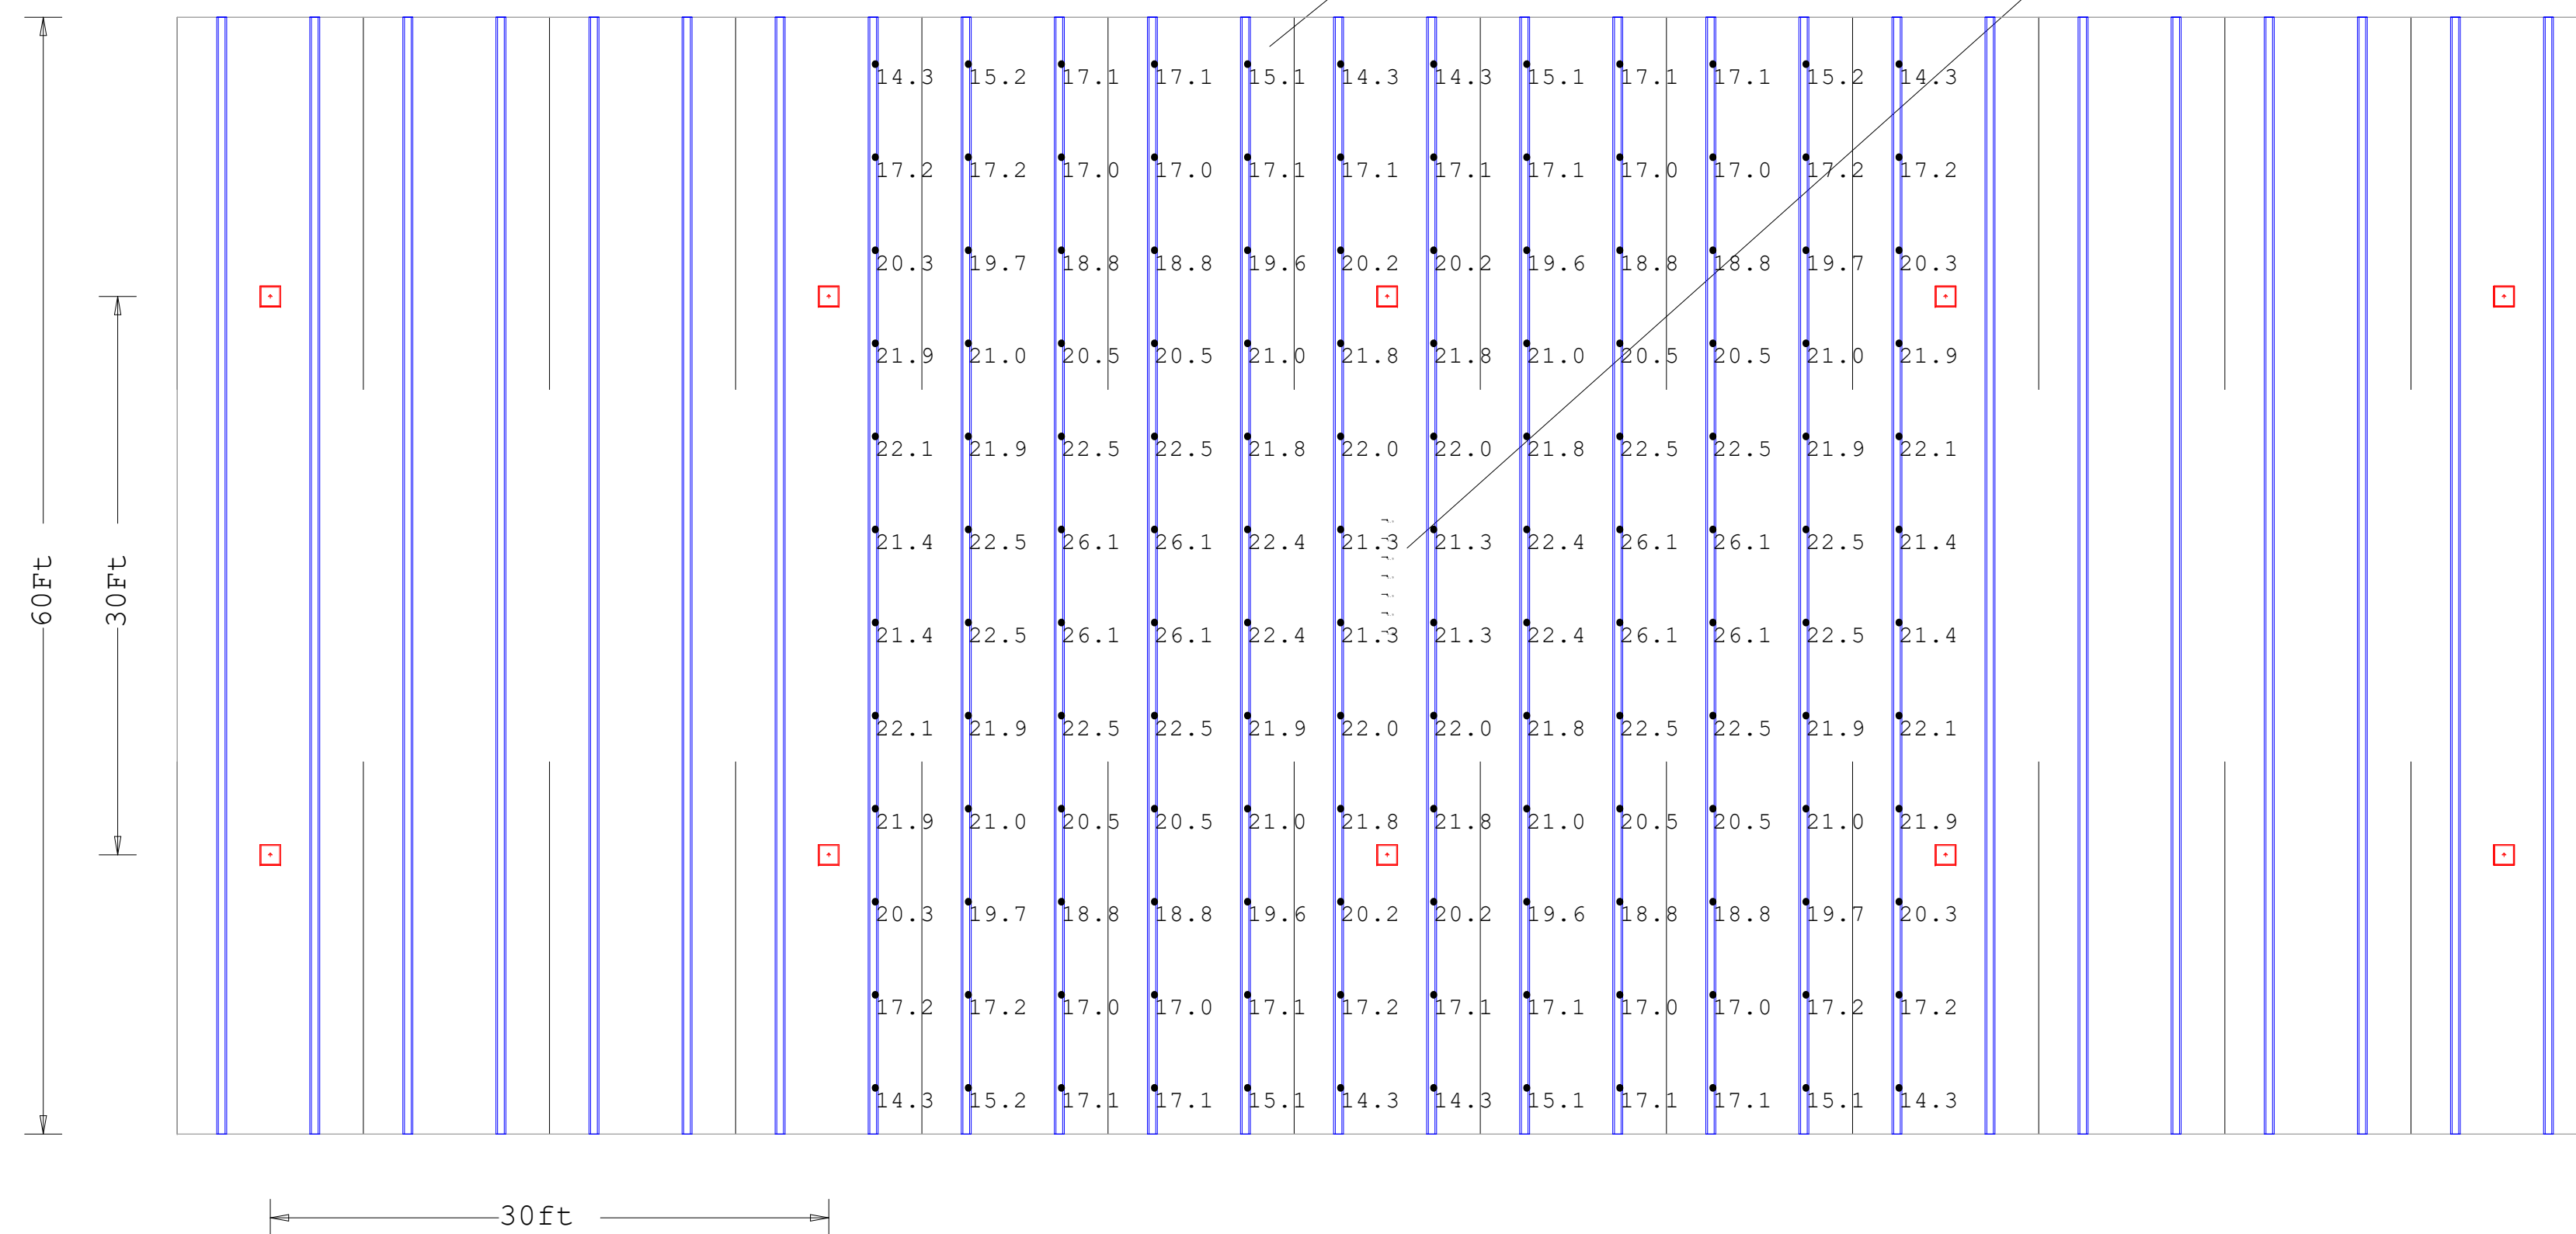 14.3 15.2 17.1 17.1 15.1 14.3 14.3 15.1 17.1 17.1 15.2 14.3
17.2 17.2 17.0 17.0 17.1 17.1 17.1 17.1 17.0 17.0 17.2 17.2
20.3 19.7 18.8 18.8 19.6 20.2 20.2 19.6 18.8 18.8 19.7 20.3
21.9 21.0 20.5 20.5 21.0 21.8 21.8 21.0 20.5 20.5 21.0 21.9
22.1 21.9 22.5 22.5 21.8 22.0 22.0 21.8 22.5 22.5 21.9 22.1
21.4 22.5 26.1 26.1 22.4 21.3 21.3 22.4 26.1 26.1 22.5 21.4
60Ft
30Ft
21.4 22.5 26.1 26.1 22.4 21.3 21.3 22.4 26.1 26.1 22.5 21.4
22.1 21.9 22.5 22.5 21.9 22.0 22.0 21.8 22.5 22.5 21.9 22.1
21.9 21.0 20.5 20.5 21.0 21.8 21.8 21.0 20.5 20.5 21.0 21.9
20.3 19.7 18.8 18.8 19.6 20.2 20.2 19.6 18.8 18.8 19.7 20.3
17.2 17.2 17.0 17.0 17.1 17.2 17.1 17.1 17.0 17.0 17.2 17.2
14.3 15.2 17.1 17.1 15.1 14.3 14.3 15.1 17.1 17.1 15.1 14.3
30ft